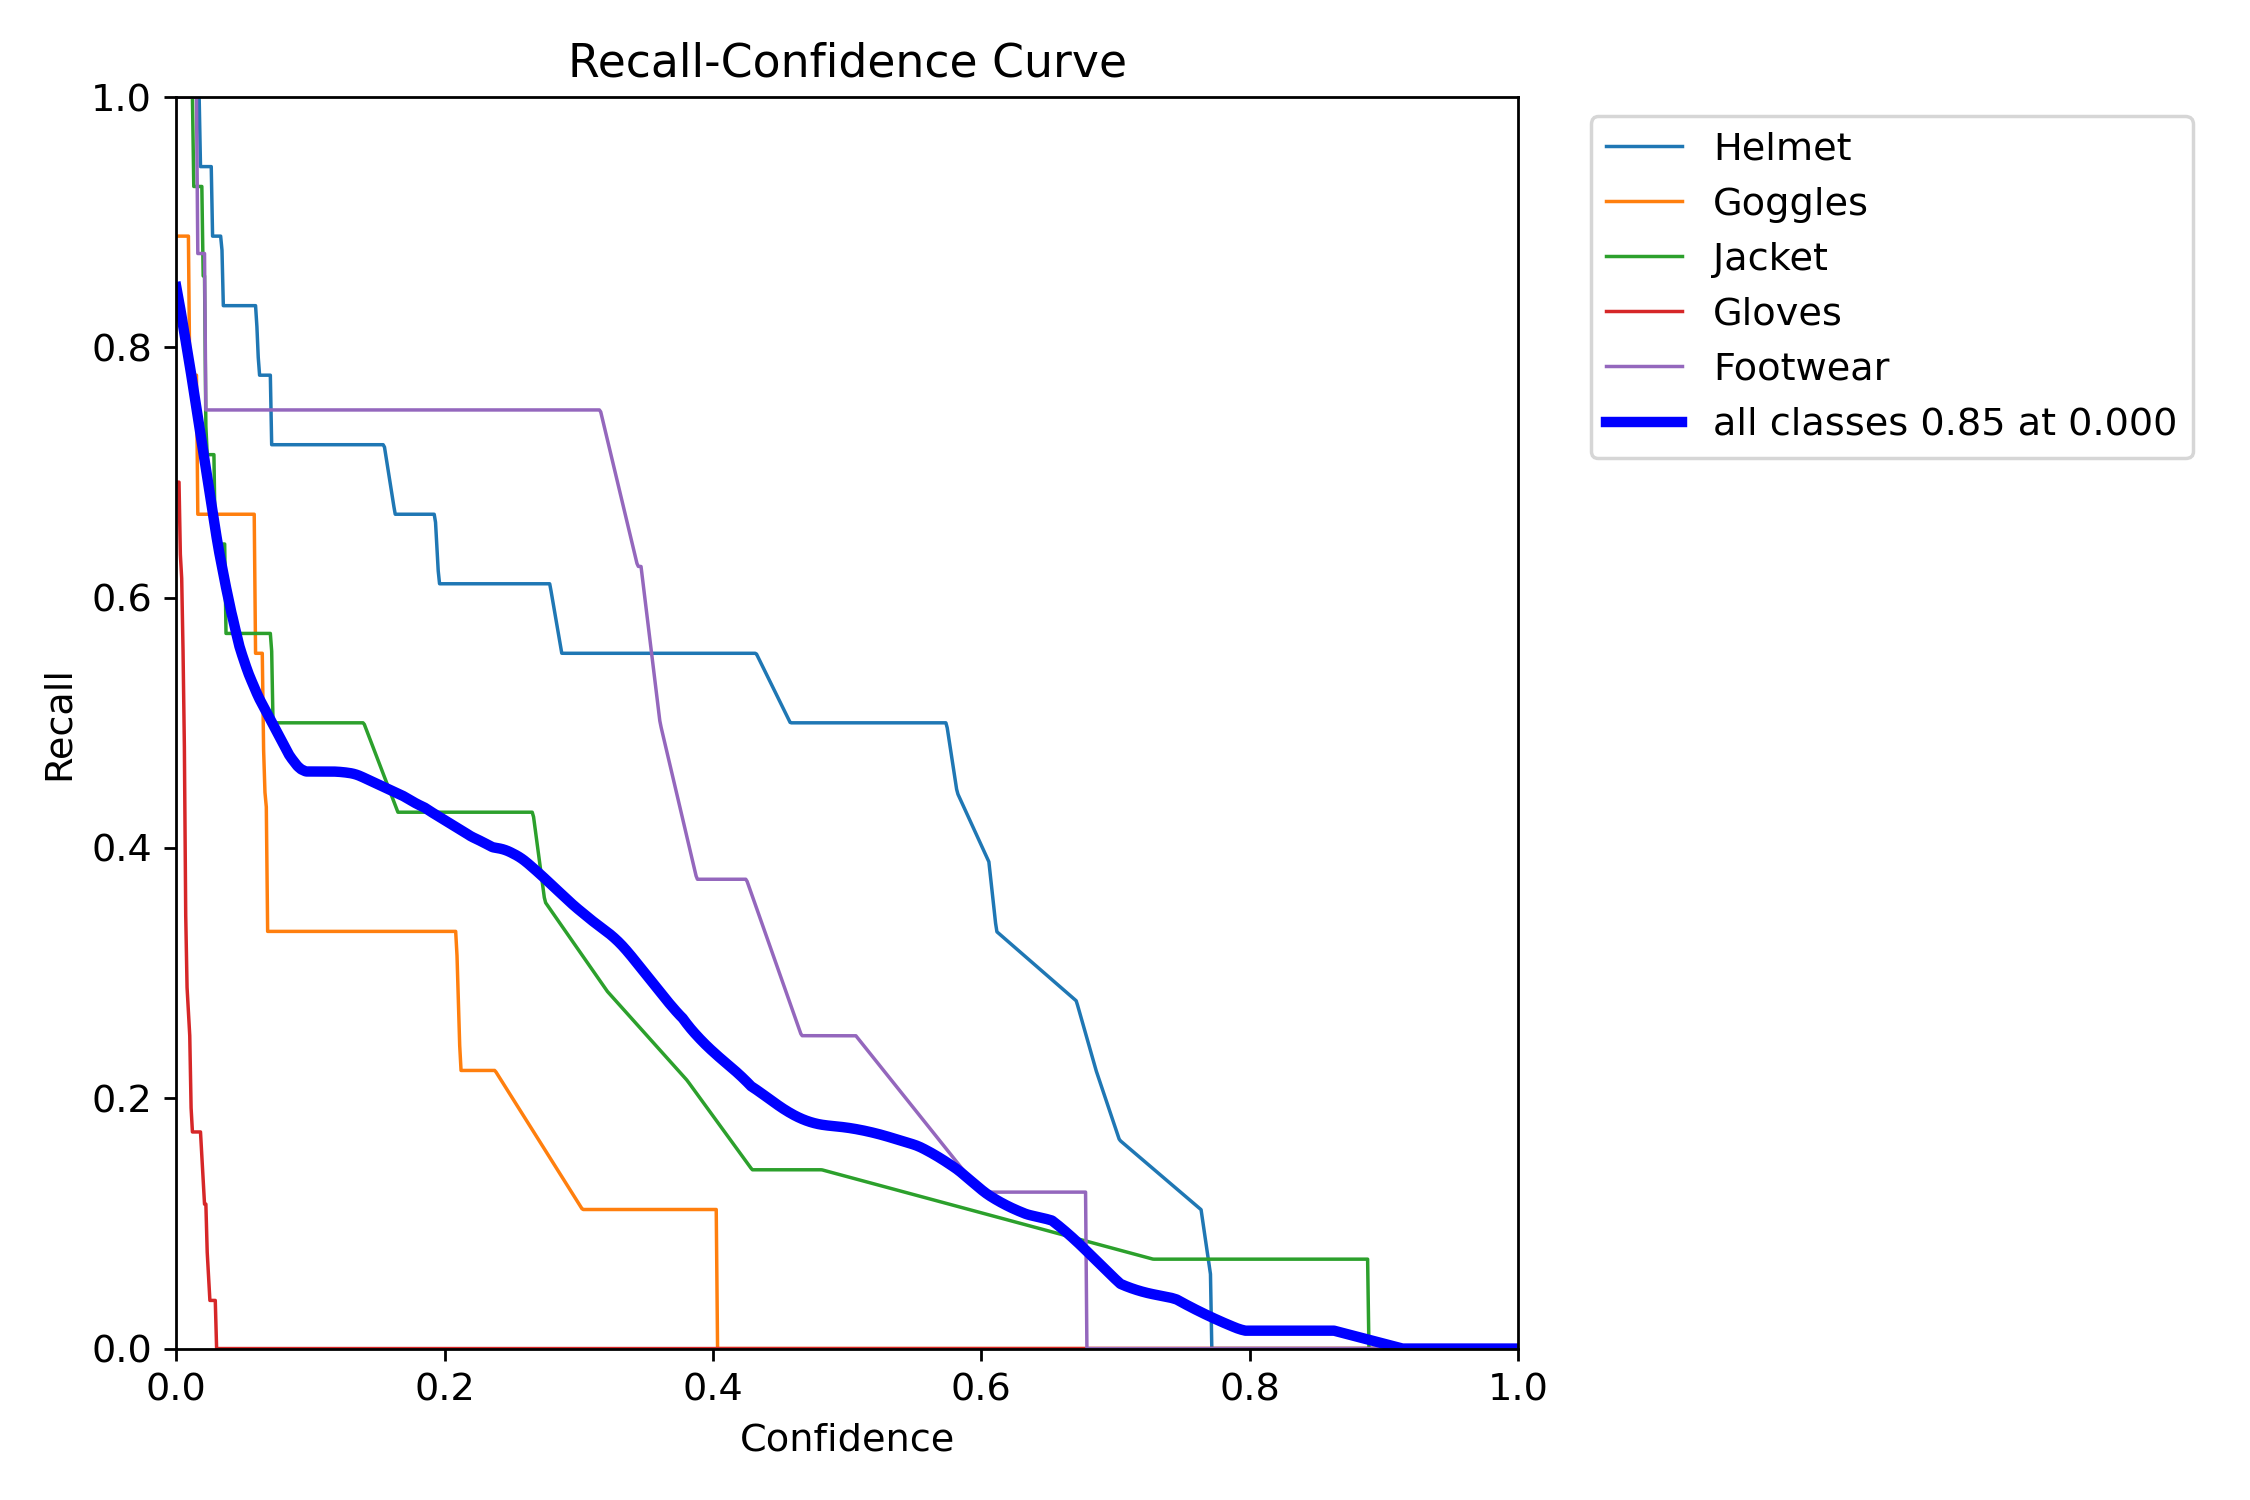 Recall-Confidence Curve
1.0
0.8
0.6
0.4
0.2
0.0
Recall
0.0 0.2 0.4 0.6 0.8 1.0
Confidence
Helmet
Goggles
Jacket
Gloves
Footwear
all classes 0.85 at 0.000